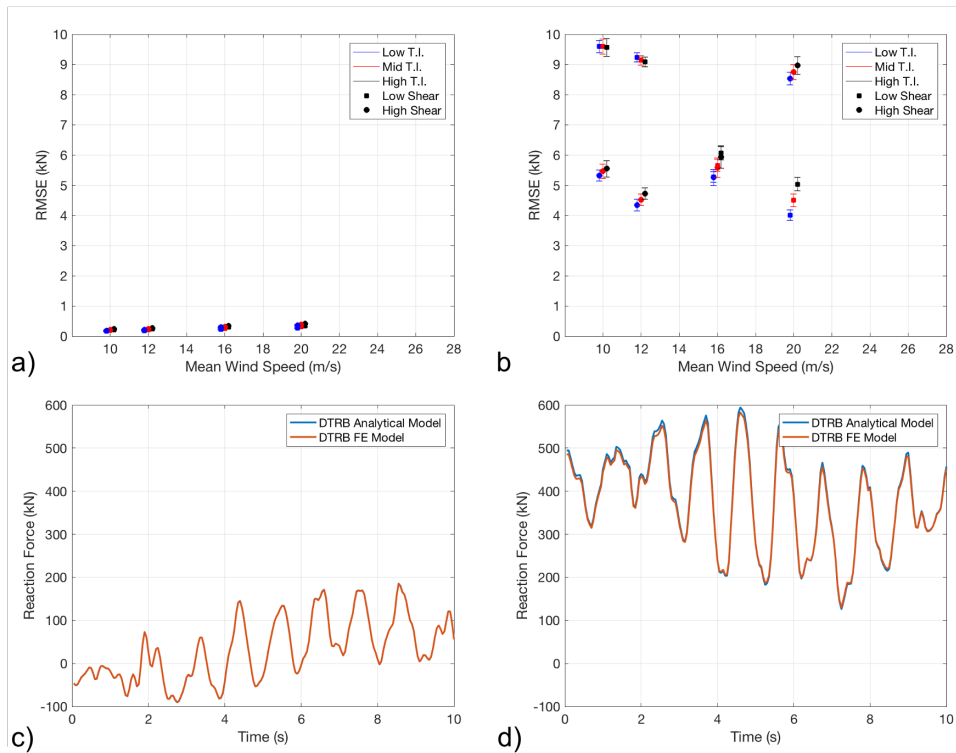 10
9
8
7
6
5
4
3
2
1
0
RMSE (kN)
Low T.I.
Mid T.I.
High T.I.
Low Shear
High Shear
10 12 14 16 18 20 22 24 26 28
Mean Wind Speed (m/s)
a)
10
9
8
7
6
5
4
3
2
1
0
RMSE (kN)
Low T.I.
Mid T.I.
High T.I.
Low Shear
High Shear
10 12 14 16 18 20 22 24 26 28
Mean Wind Speed (m/s)
b)
600
500
400
300
200
100
0
-100
Reaction Force (kN)
DTRB Analytical Model
DTRB FE Model
0 2 4 6 8 10
Time (s)
c)
600
500
400
300
200
100
0
-100
Reaction Force (kN)
DTRB Analytical Model
DTRB FE Model
0 2 4 6 8 10
Time (s)
d)